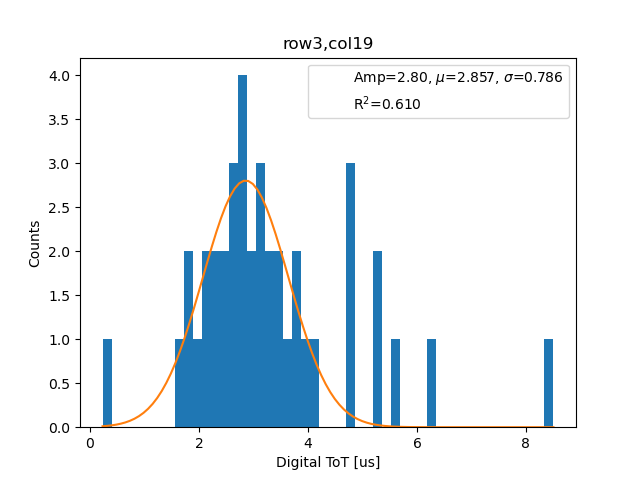 row3,col19
Amp=2.80, μ=2.857, σ=0.786
R²=0.610
4.0
3.5
3.0
2.5
2.0
1.5
1.0
0.5
0.0
Counts
0 2 4 6 8
Digital ToT [us]